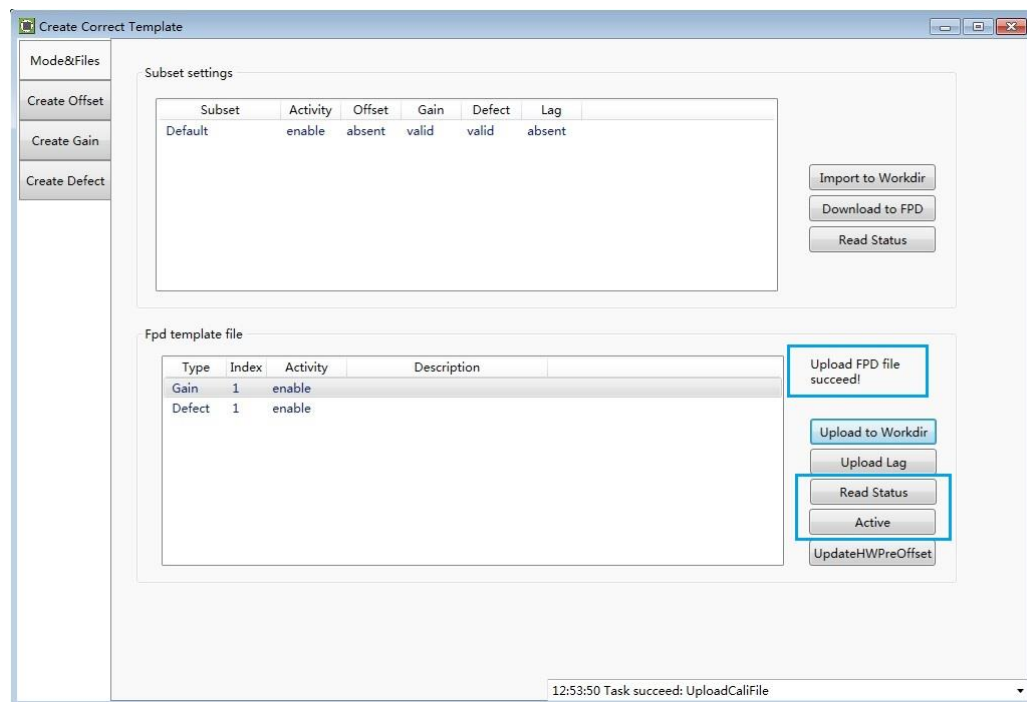 Create Correct Template
Mode&Files
Create Offset
Create Gain
Create Defect
Subset settings
Subset Activity Offset Gain Defect Lag
Default enable absent valid valid absent
Import to Workdir
Download to FPD
Read Status
Fpd template file
Type Index Activity Description
Gain 1 enable
Defect 1 enable
Upload FPD file
succeed!
Upload to Workdir
Upload Lag
Read Status
Active
UpdateHWPreOffset
12:53:50 Task succeed: UploadCaliFile